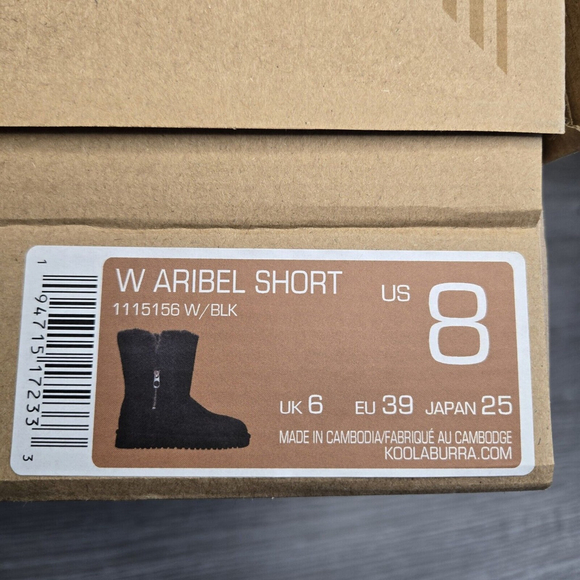 W ARIBEL SHORT
1115156 W/BLK
US 8
UK 6 EU 39 JAPAN 25
MADE IN CAMBODIA/FABRIQUÉ AU CAMBODGE
KOOLABURRA.COM
1 94715 17233 3